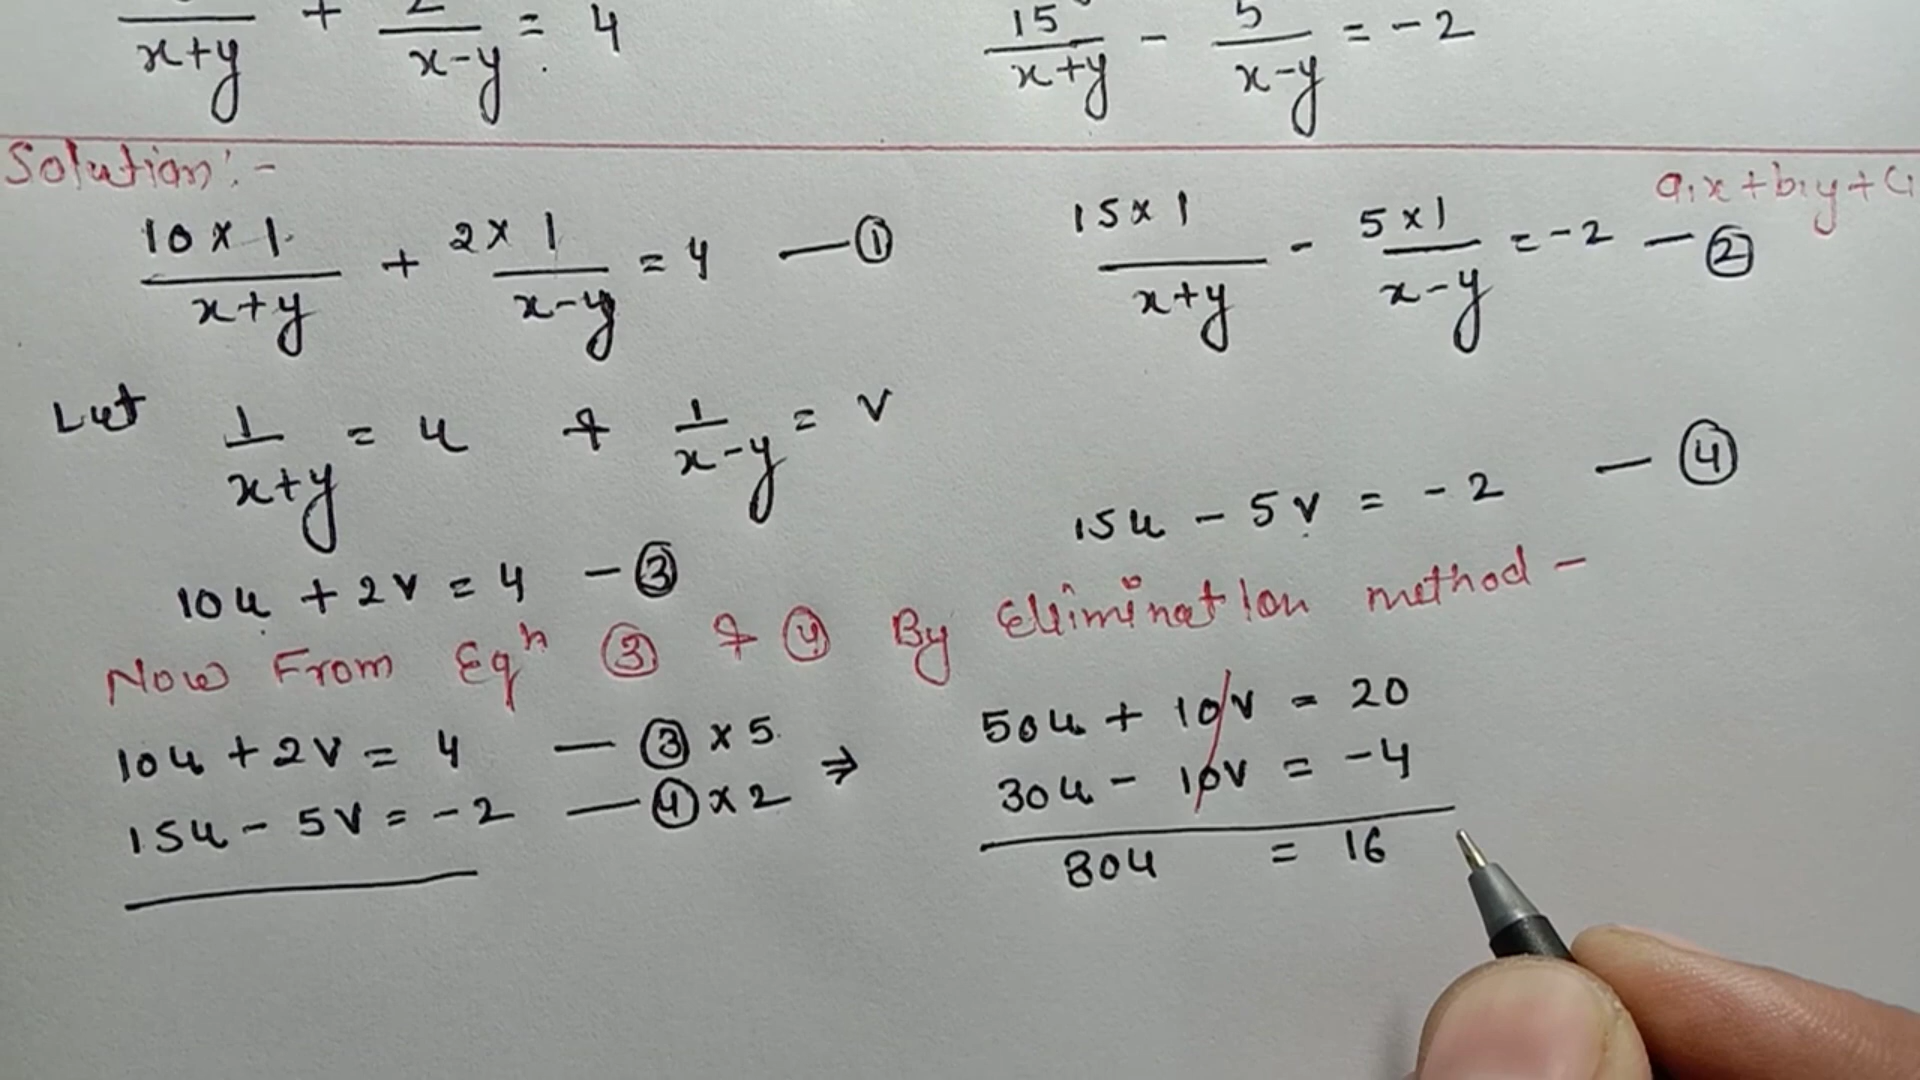 x+y + 2/x-y = 4
15/x+y - 5/x-y = -2
Solution:-
a₁x+b₁y+c₁
10×1/x+y + 2×1/x-y = 4 —①
15×1/x+y - 5×1/x-y = -2 —②
Let 1/x+y = u & 1/x-y = v
15u - 5v = -2 —④
10u + 2v = 4 —③
Now From Eqⁿ ③ & ④ By Elimination method -
10u + 2v = 4 —③×5 ⇒ 50u + 10v = 20
15u - 5v = -2 —④×2 30u - 10v = -4
80u = 16